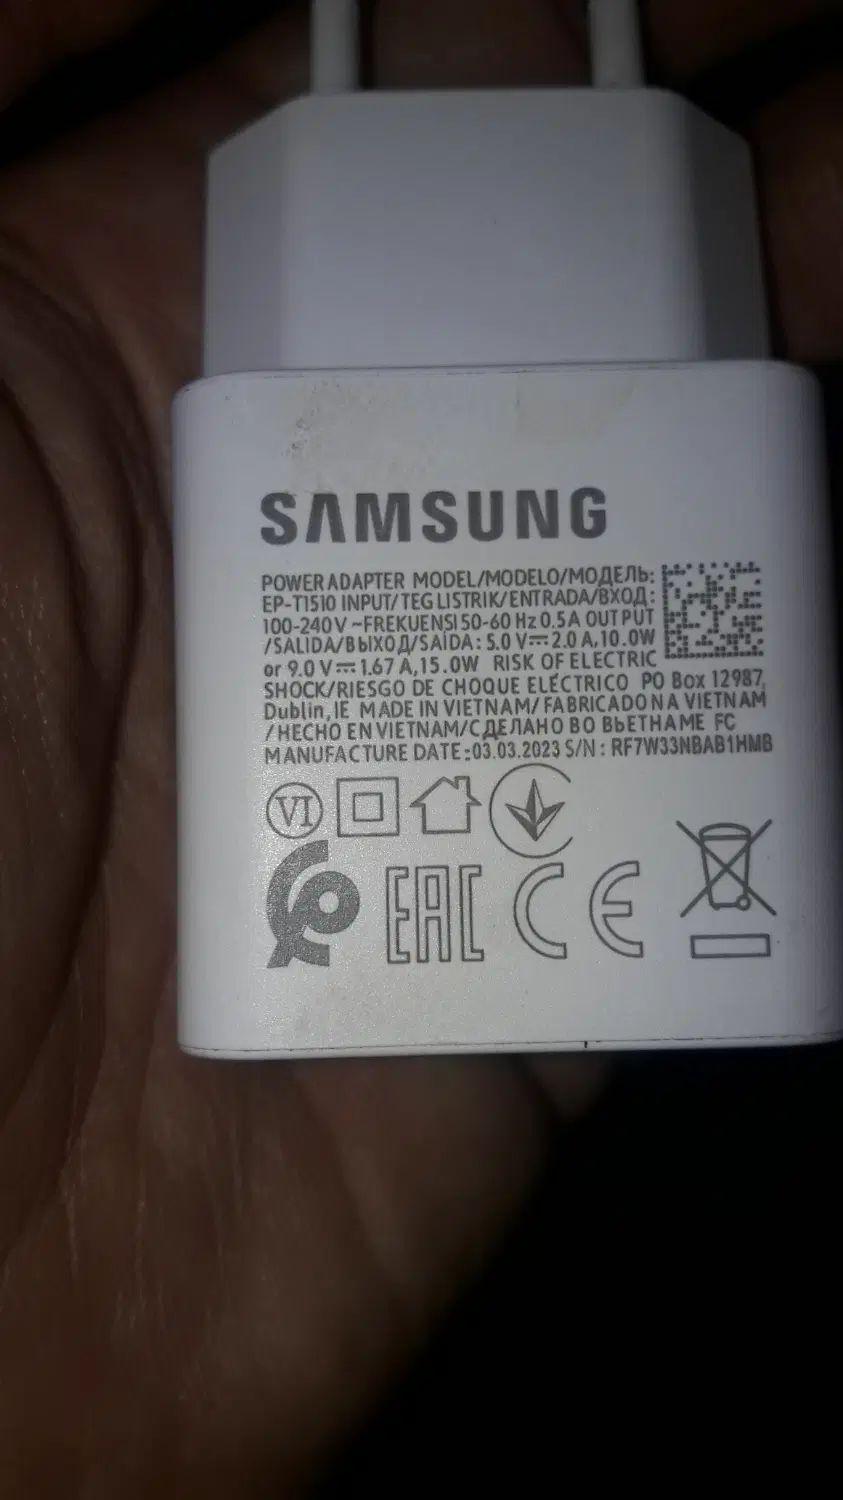 SAMSUNG
POWER ADAPTER MODEL/MODELO/МОДЕЛЬ:
EP-T1510 INPUT/TEGLISTRIK/ENTRADA/ВХОД:
100-240V ~FREKUENSI 50-60 Hz 0.5A OUTPUT
/SALIDA/ВЫХОД/SAÍDA: 5.0 V⎓2.0 A,10.0W
or 9.0 V⎓1.67 A,15.0W RISK OF ELECTRIC
SHOCK/RIESGO DE CHOQUE ELÉCTRICO PO Box 12987,
Dublin, IE MADE IN VIETNAM/ FABRICADO NA VIETNAM
/HECHO EN VIETNAM/СДЕЛАНО ВО ВЬЕТНАМЕ FC
MANUFACTURE DATE:03.03.2023 S/N: RF7W33NBAB1HMB
VI
EAC CE